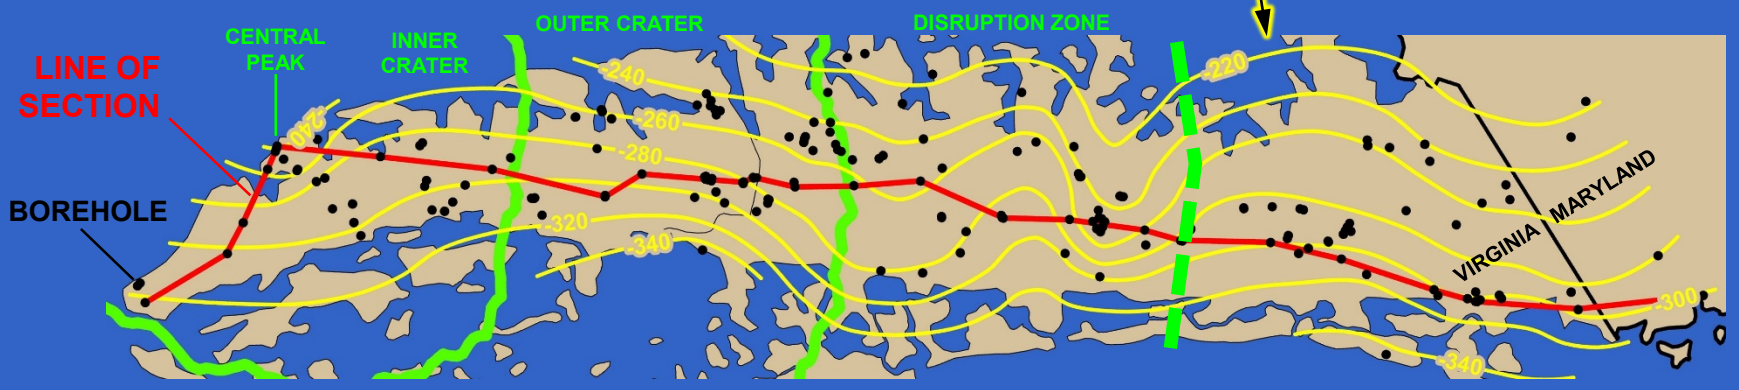 OUTER CRATER
DISRUPTION ZONE
CENTRAL
PEAK
INNER
CRATER
LINE OF
SECTION
-240
-220
-240
-260
-280
MARYLAND
BOREHOLE
-320
VIRGINIA
-340
-300
-340